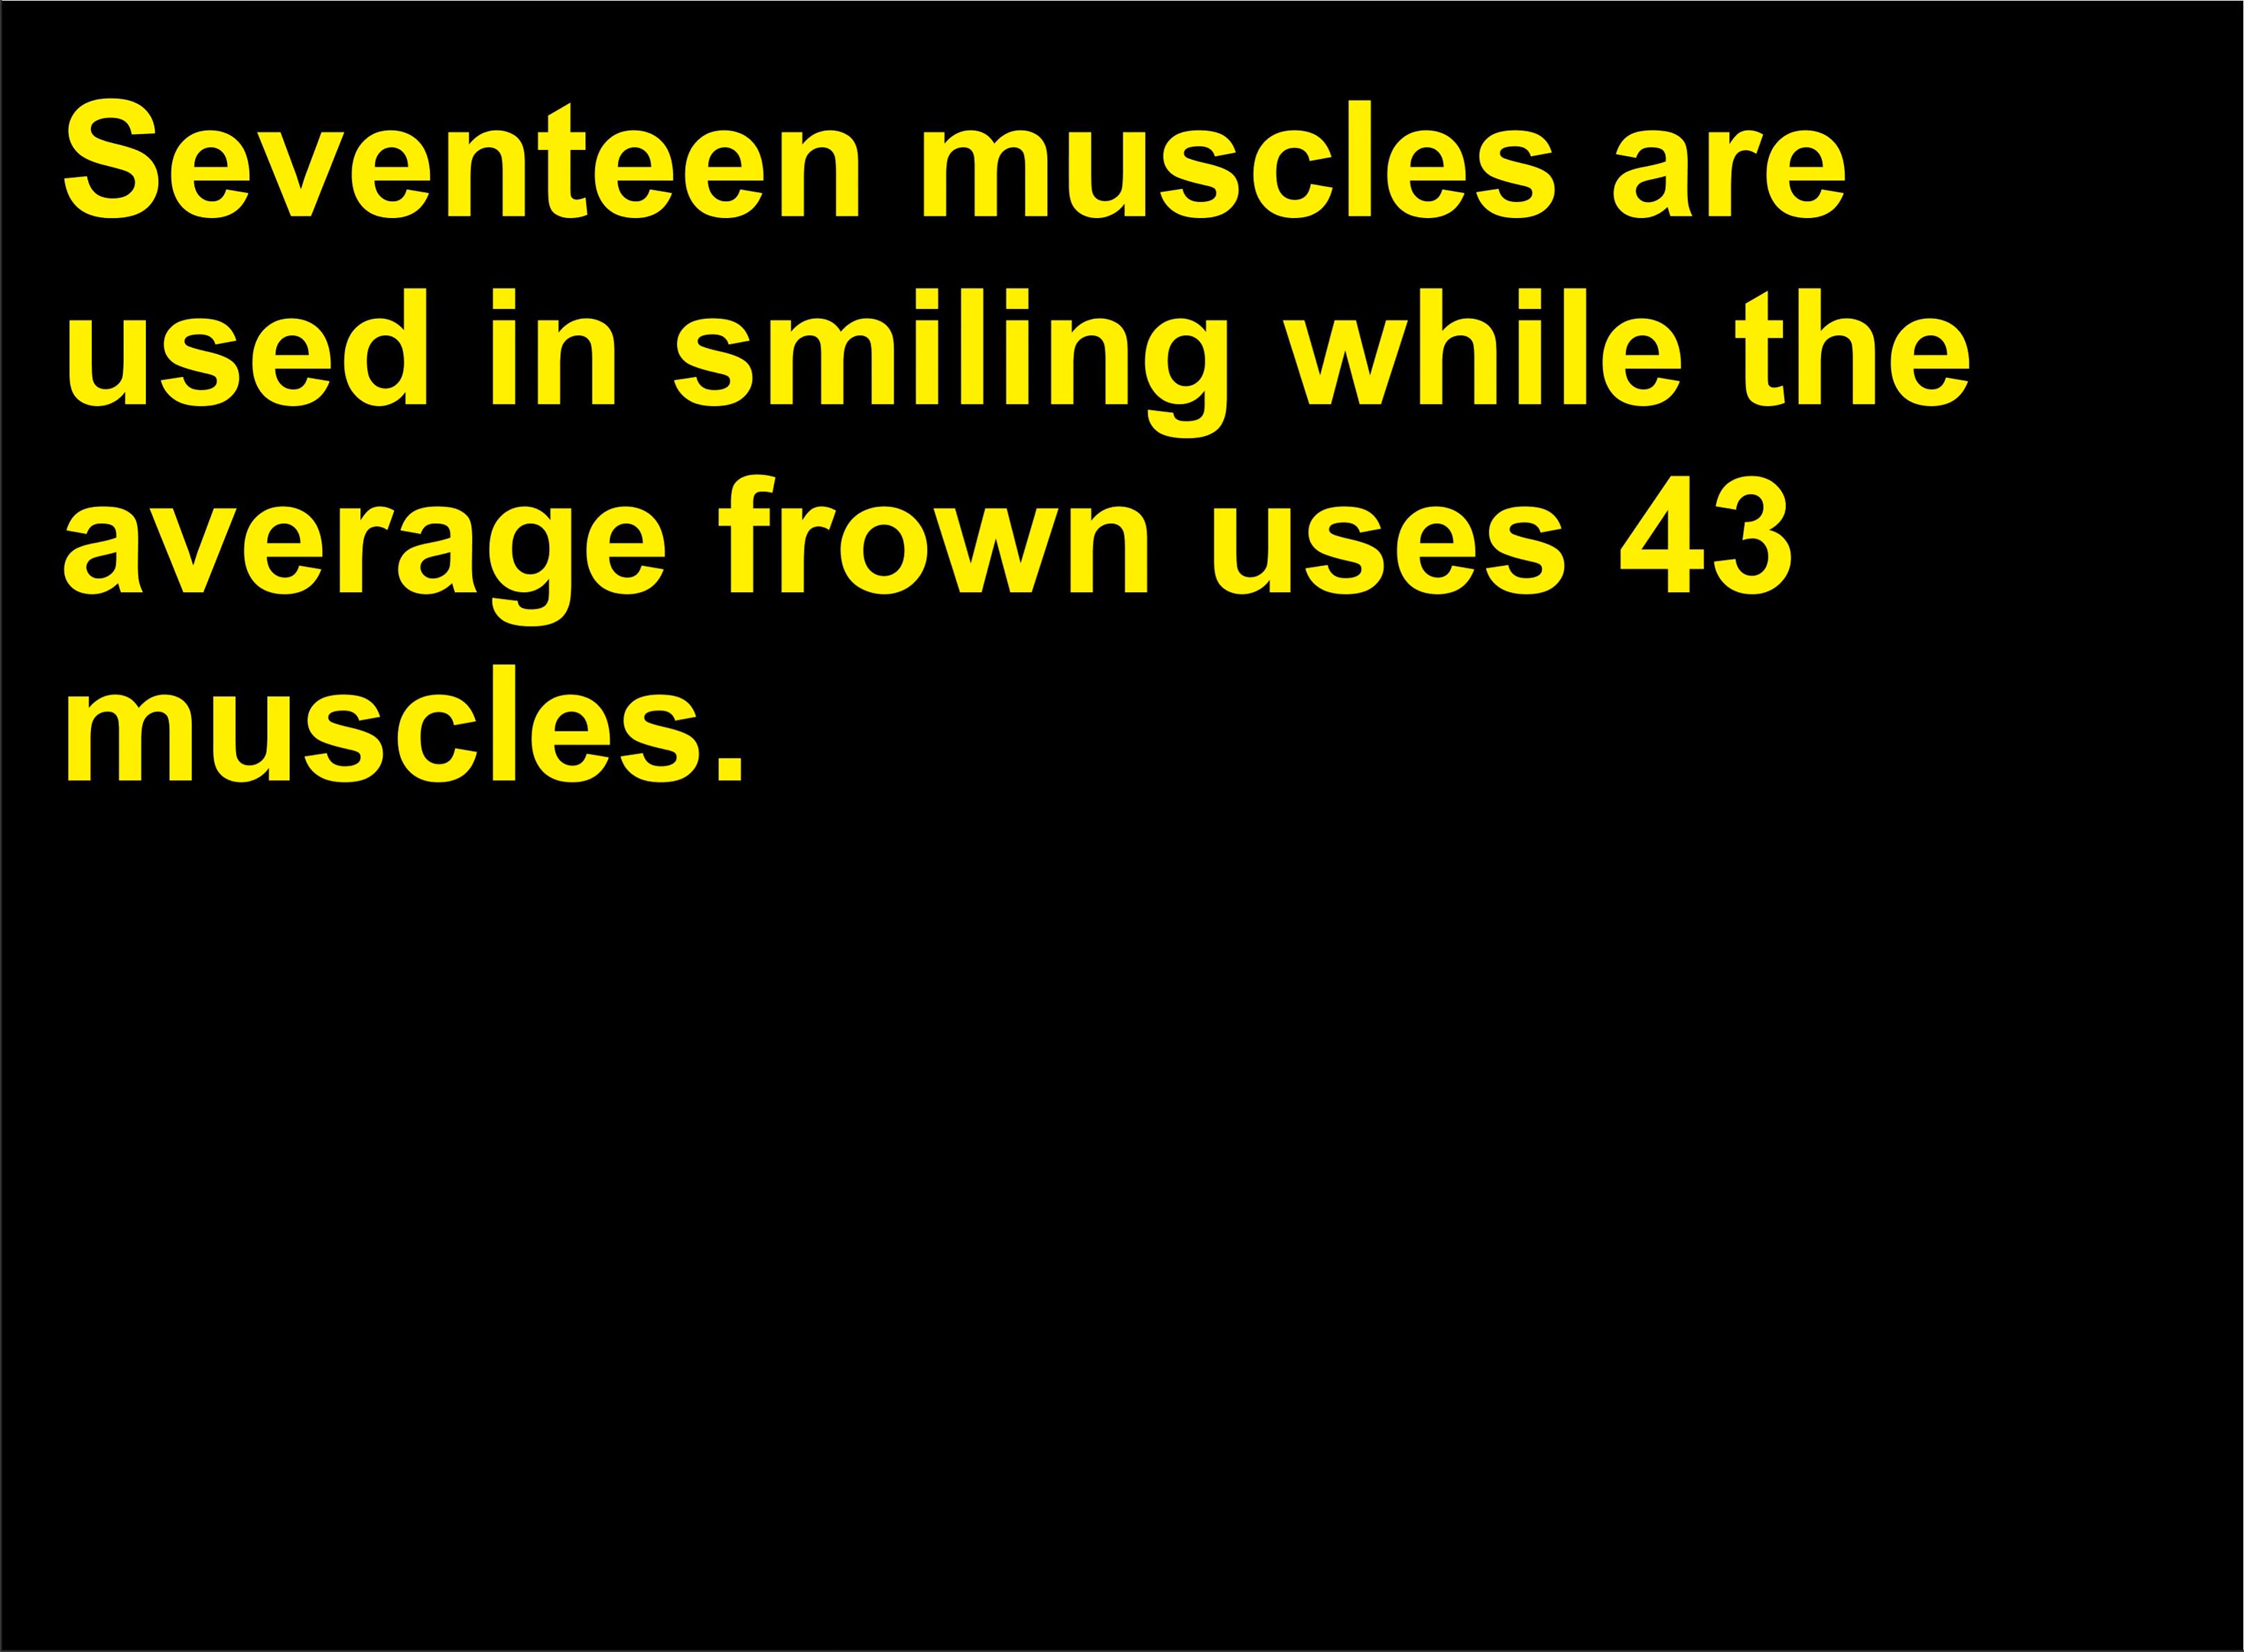 Seventeen muscles are
used in smiling while the
average frown uses 43
muscles.